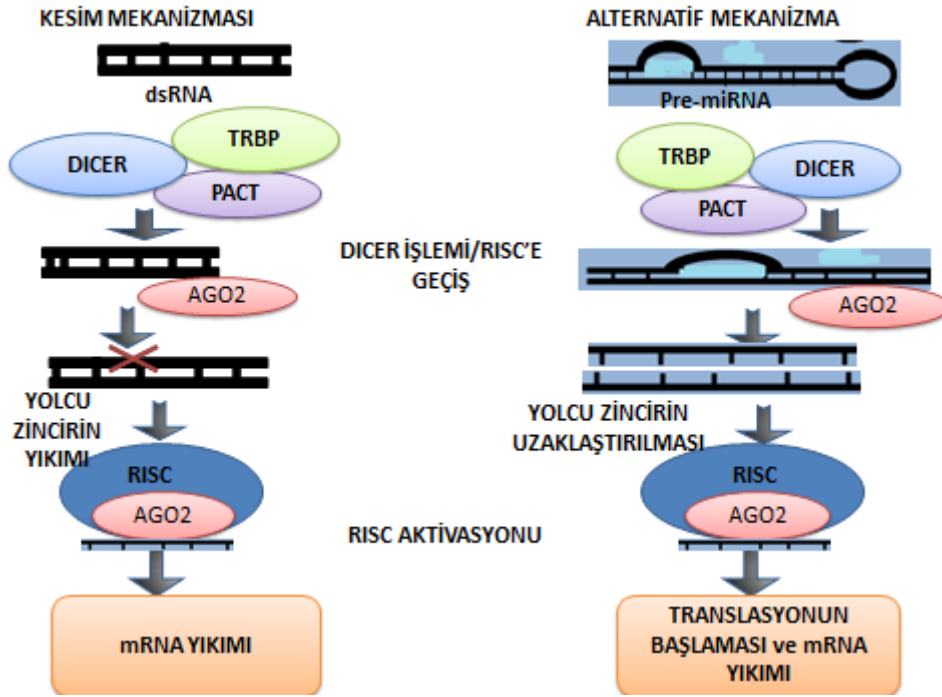 KESİM MEKANİZMASI
dsRNA
DICER
TRBP
PACT
AGO2
YOLCU
ZİNCİRİN
YIKIMI
RISC
AGO2
mRNA YIKIMI
DICER İŞLEMİ/RISC’E
GEÇİŞ
RISC AKTİVASYONU
ALTERNATİF MEKANİZMA
Pre-miRNA
TRBP
DICER
PACT
AGO2
YOLCU ZİNCİRİN
UZAKLAŞTIRILMASI
RISC
AGO2
TRANSLASYONUN
BAŞLAMASI ve mRNA
YIKIMI